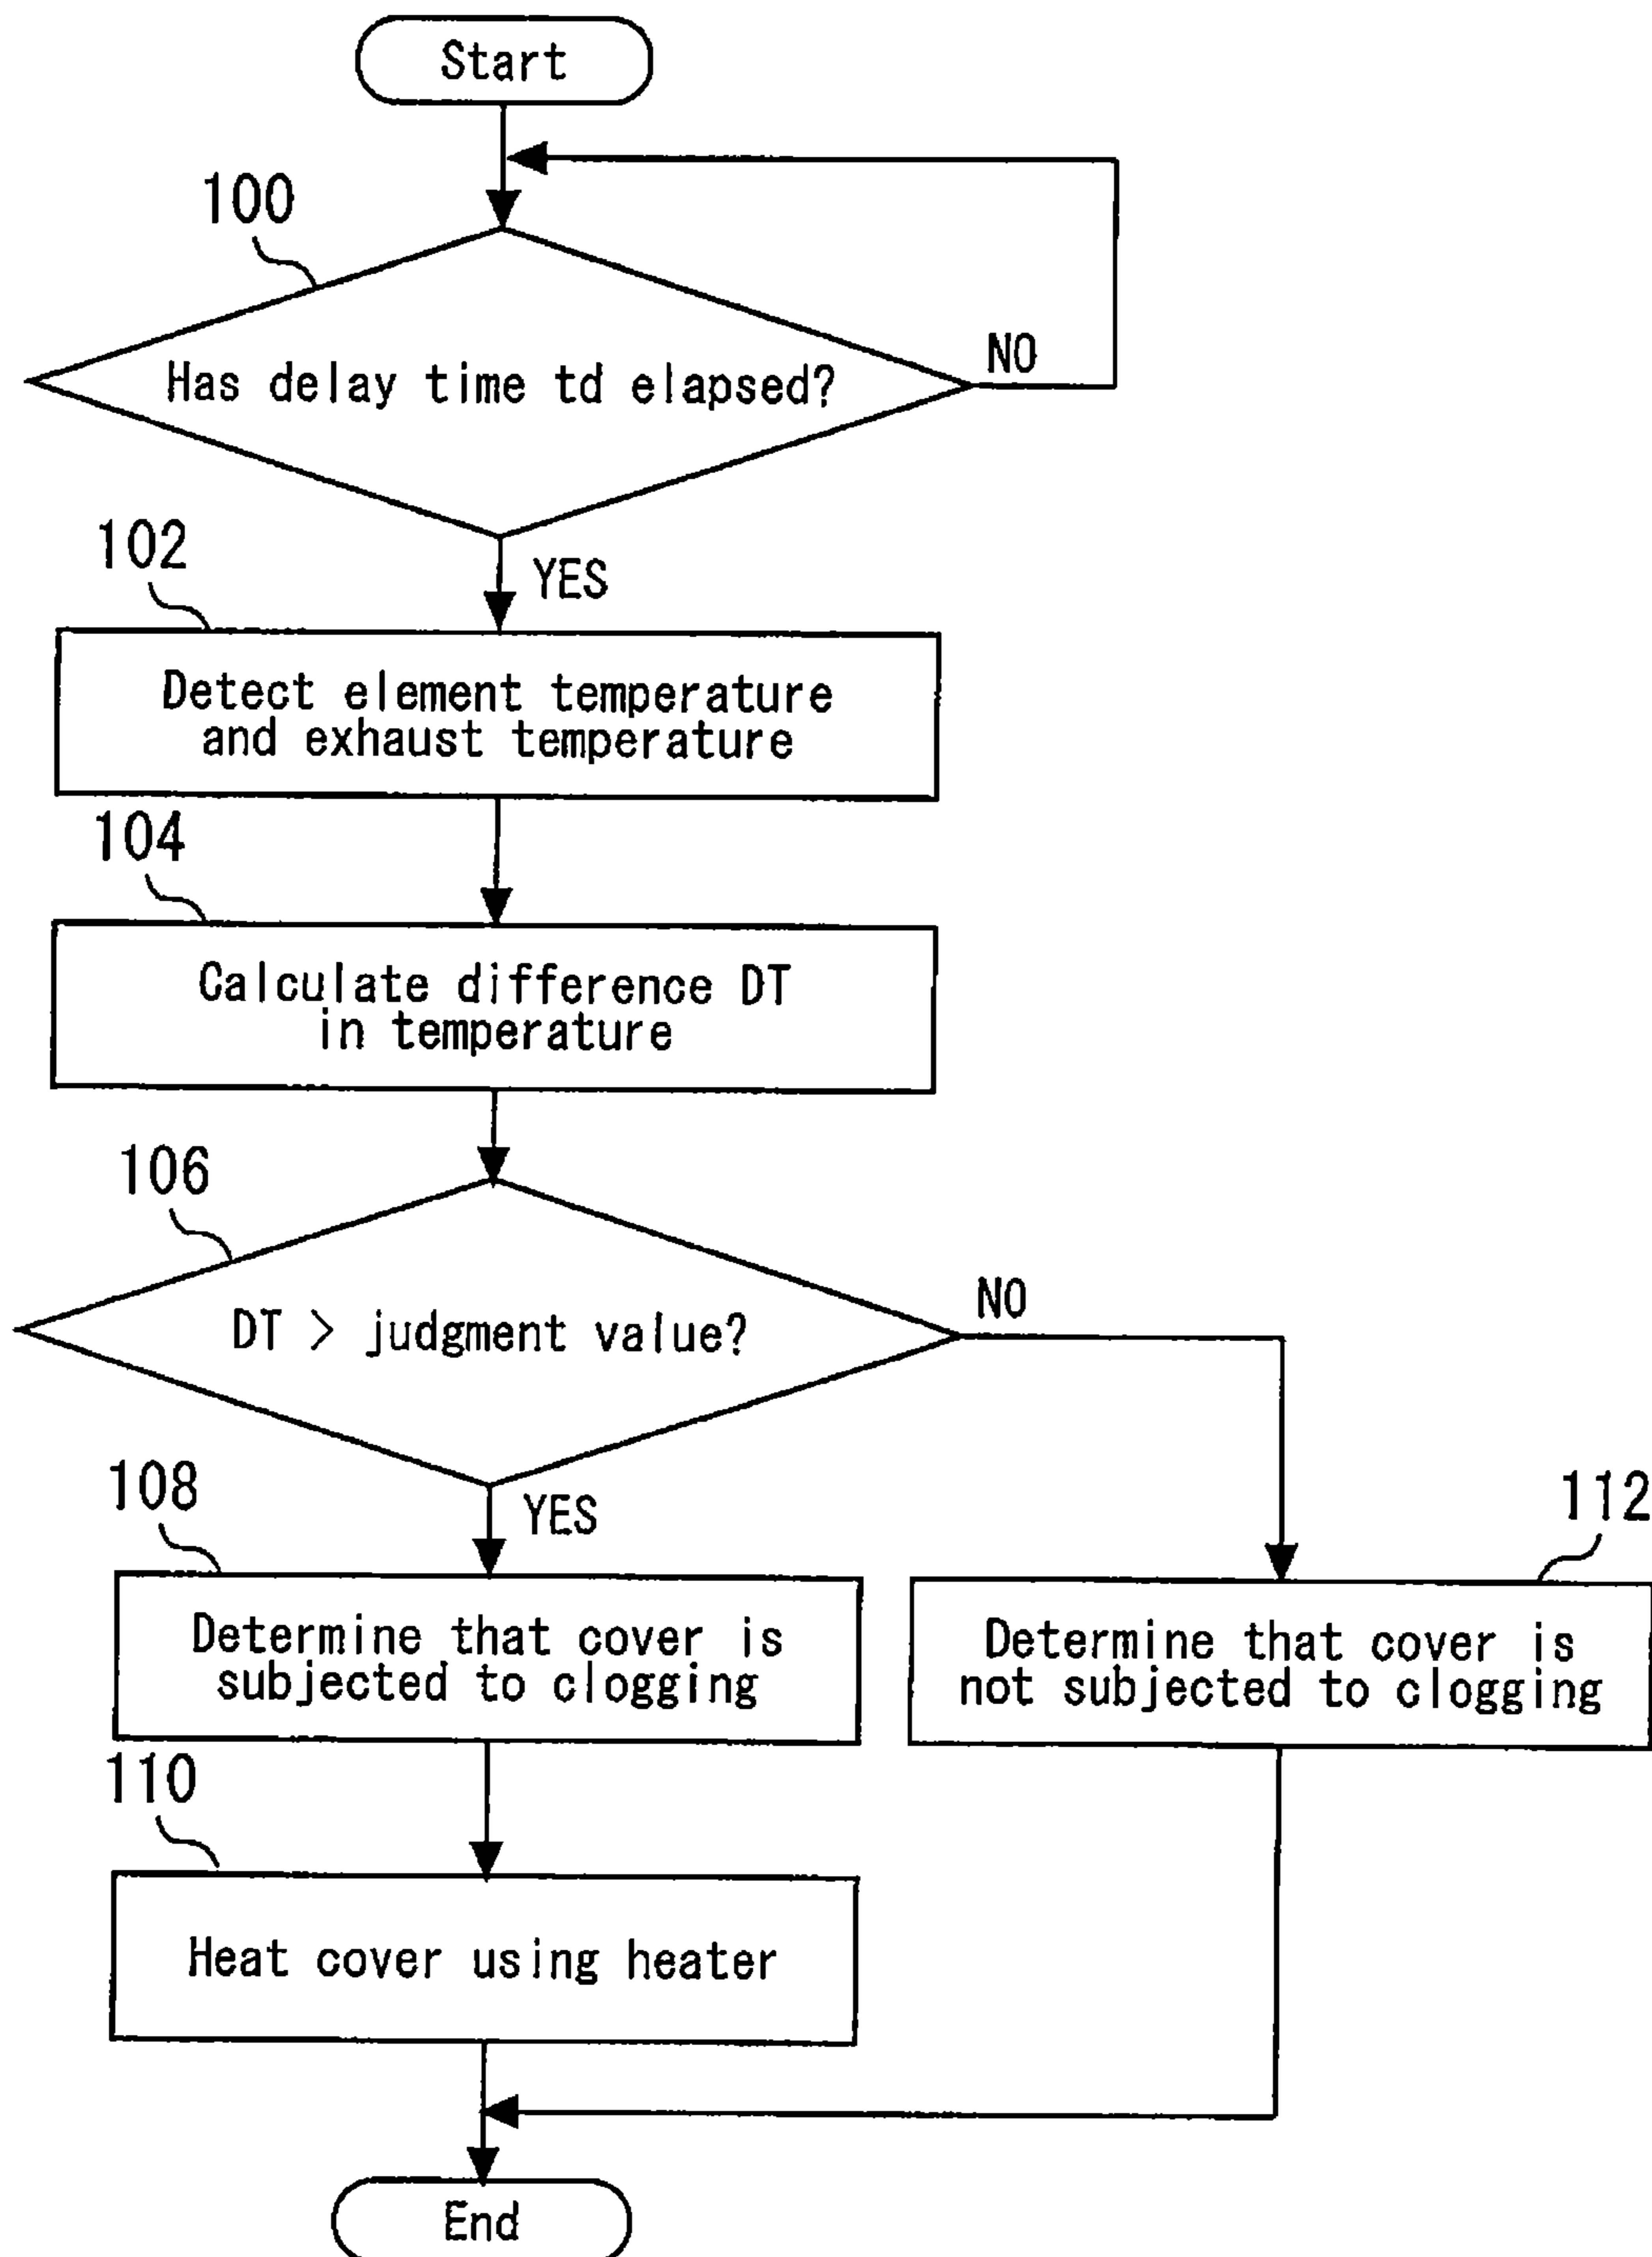 Start
100
Has delay time td elapsed?
NO
YES
102
Detect element temperature
and exhaust temperature
104
Calculate difference DT
in temperature
106
DT > judgment value?
NO
YES
108
Determine that cover is
subjected to clogging
112
Determine that cover is
not subjected to clogging
110
Heat cover using heater
End